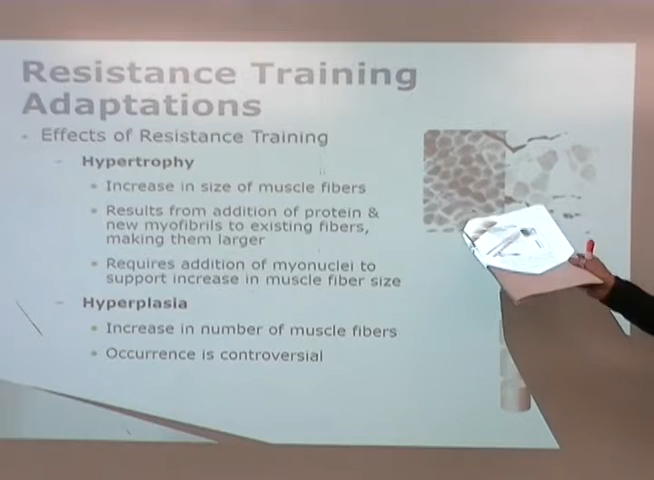 Resistance Training
Adaptations
Effects of Resistance Training
Hypertrophy
Increase in size of muscle fibers
Results from addition of protein &
new myofibrils to existing fibers,
making them larger
Requires addition of myonuclei to
support increase in muscle fiber size
Hyperplasia
Increase in number of muscle fibers
Occurrence is controversial